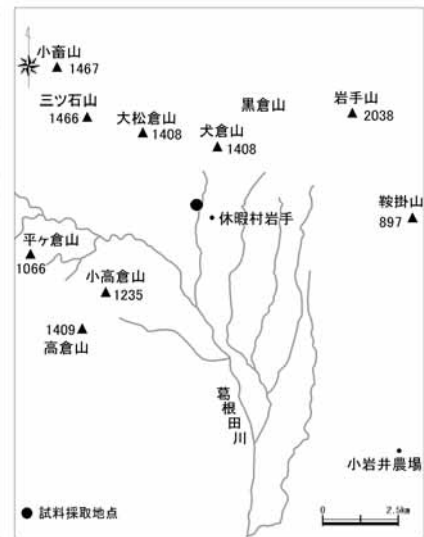 小畚山
▲ 1467
三ツ石山
1466 ▲
大松倉山
▲ 1408
黒倉山
犬倉山
▲ 1408
岩手山
▲ 2038
鞍掛山
897 ▲
休暇村岩手
平ヶ倉山
▲
1066
小高倉山
▲ 1235
1409 ▲
高倉山
葛根田川
小岩井農場
● 試料採取地点
0 2.5km